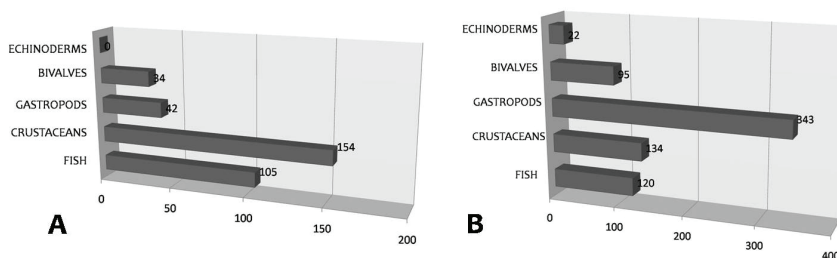 ECHINODERMS 0
BIVALVES 34
GASTROPODS 42
CRUSTACEANS 154
FISH 105
0 50 100 150 200
A
ECHINODERMS 22
BIVALVES 95
GASTROPODS 343
CRUSTACEANS 134
FISH 120
0 100 200 300 400
B